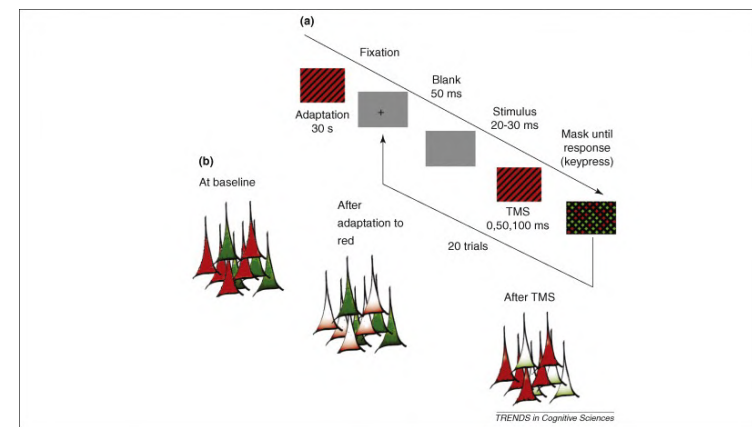 (a)
Fixation
Blank
50 ms
Stimulus
20-30 ms
Mask until
response
(keypress)
Adaptation
30 s
TMS
0,50,100 ms
20 trials
(b)
At baseline
After
adaptation to
red
After TMS
TRENDS in Cognitive Sciences